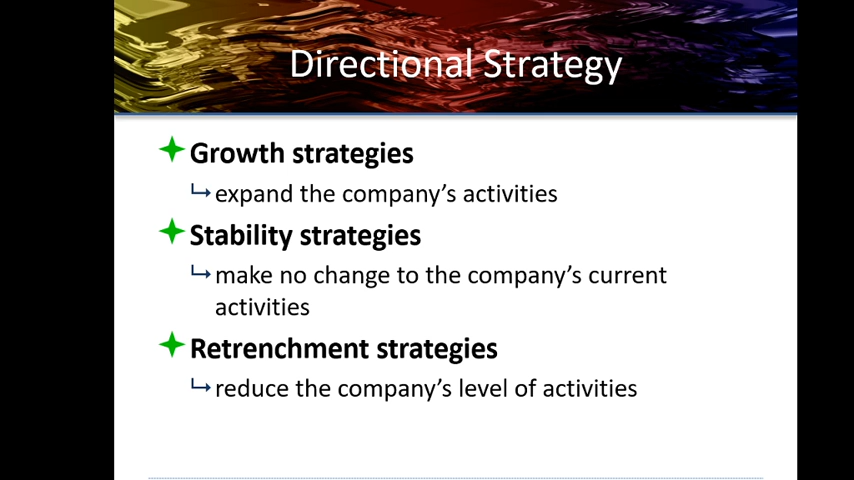 Directional Strategy
Growth strategies
expand the company's activities
Stability strategies
make no change to the company's current
activities
Retrenchment strategies
reduce the company's level of activities